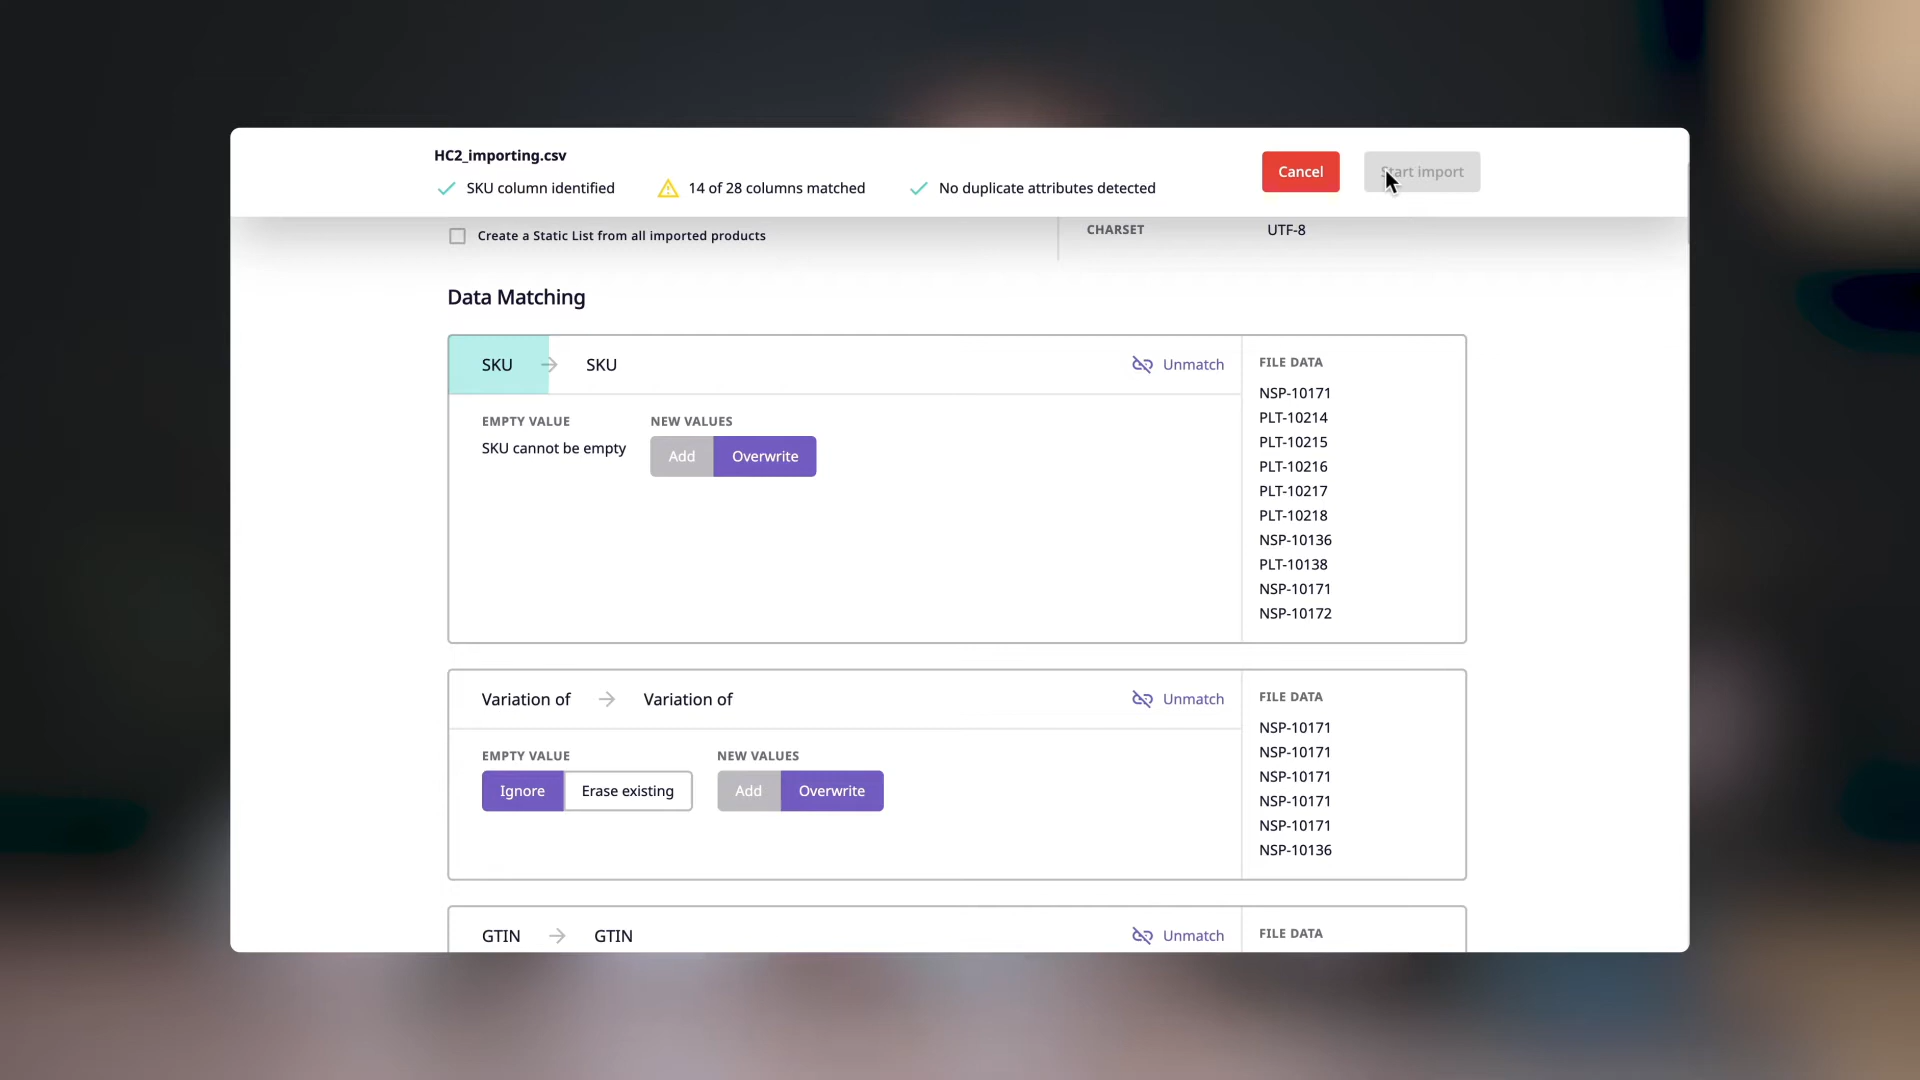 HC2_importing.csv
SKU column identified
14 of 28 columns matched
No duplicate attributes detected
Cancel
Start import
Create a Static List from all imported products
CHARSET
UTF-8
Data Matching
SKU
SKU
Unmatch
EMPTY VALUE
SKU cannot be empty
NEW VALUES
Add
Overwrite
FILE DATA
NSP-10171
PLT-10214
PLT-10215
PLT-10216
PLT-10217
PLT-10218
NSP-10136
PLT-10138
NSP-10171
NSP-10172
Variation of
Variation of
Unmatch
EMPTY VALUE
Ignore
Erase existing
NEW VALUES
Add
Overwrite
FILE DATA
NSP-10171
NSP-10171
NSP-10171
NSP-10171
NSP-10171
NSP-10136
GTIN
GTIN
Unmatch
FILE DATA